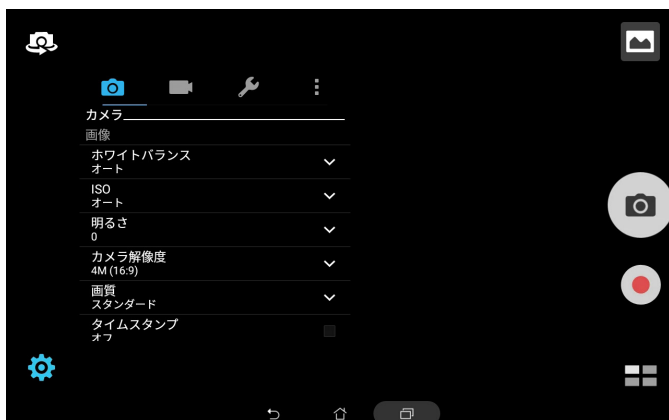 カメラ
画像
ホワイトバランス
オート
ISO
オート
明るさ
0
カメラ解像度
4M (16:9)
画質
スタンダード
タイムスタンプ
オフ